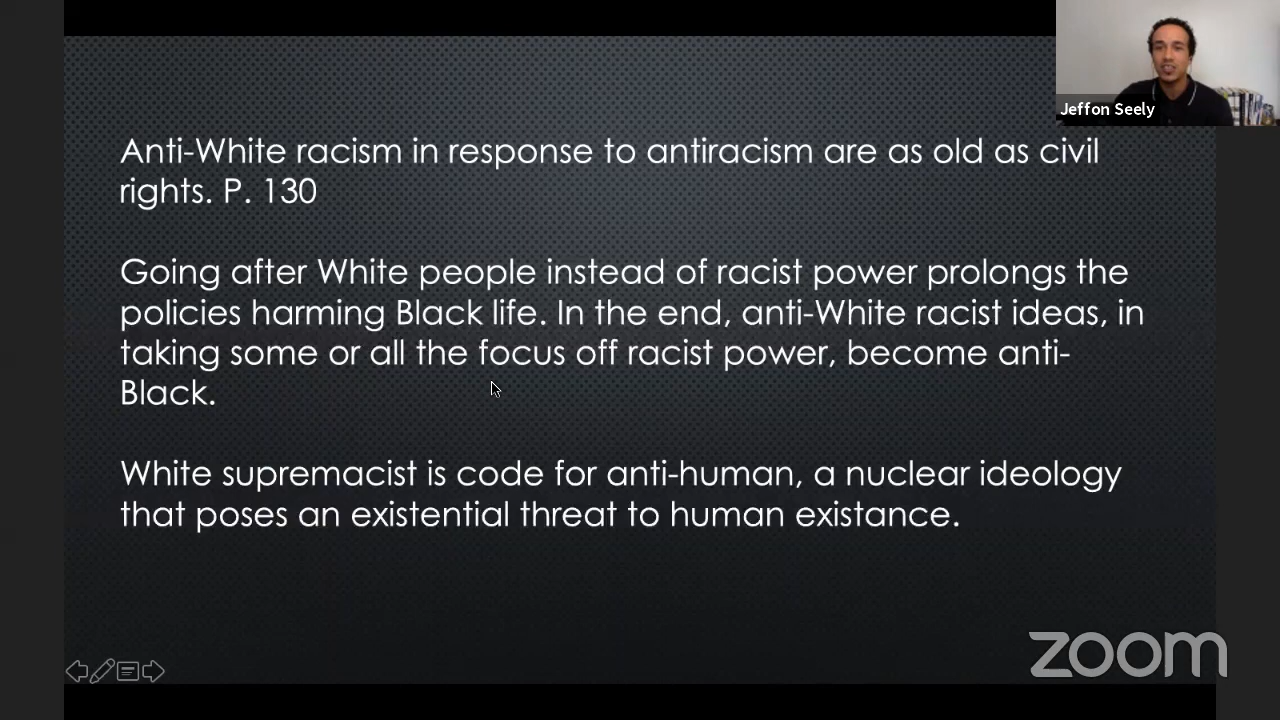 Jeffon Seely
Anti-White racism in response to antiracism are as old as civil
rights. P. 130
Going after White people instead of racist power prolongs the
policies harming Black life. In the end, anti-White racist ideas, in
taking some or all the focus off racist power, become anti-
Black.
White supremacist is code for anti-human, a nuclear ideology
that poses an existential threat to human existance.
zoom